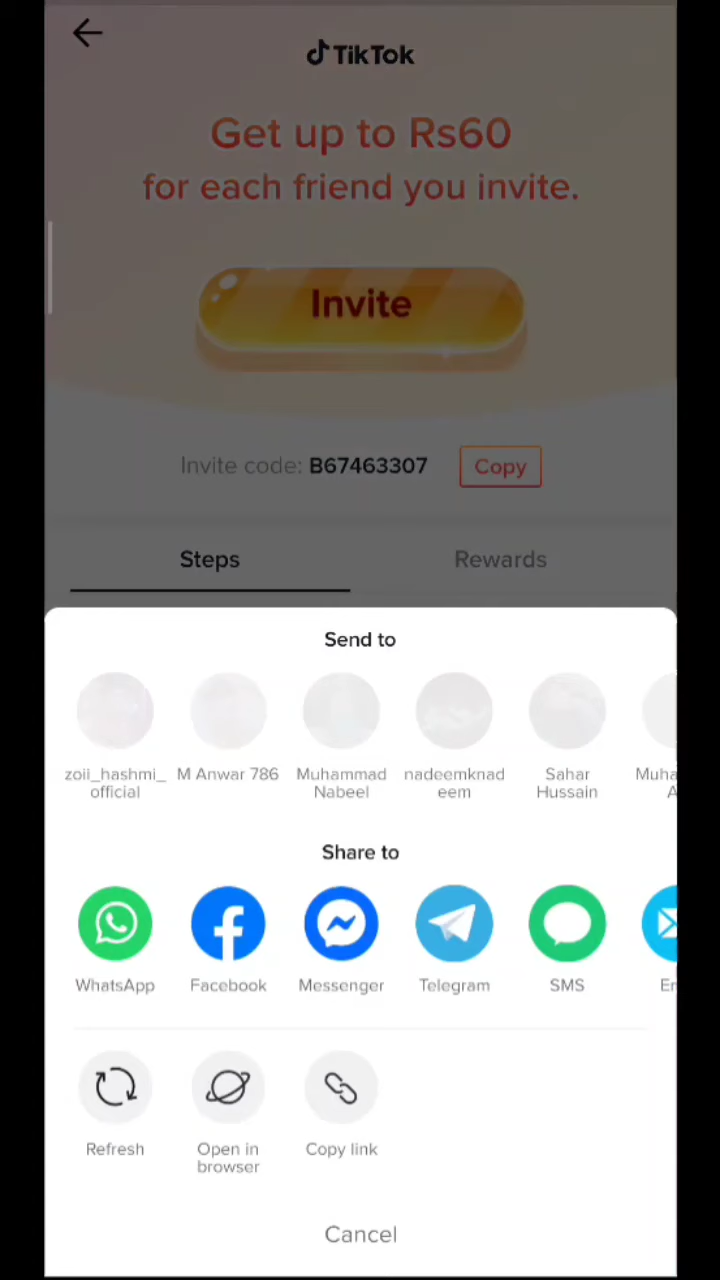 TikTok
Get up to Rs60
for each friend you invite.
Invite
Invite code: B67463307 Copy
Steps Rewards
Send to
zoii_hashmi_ M Anwar 786 Muhammad nadeemknad Sahar Muha
official Nabeel eem Hussain A
Share to
WhatsApp Facebook Messenger Telegram SMS Em
Refresh Open in Copy link
browser
Cancel